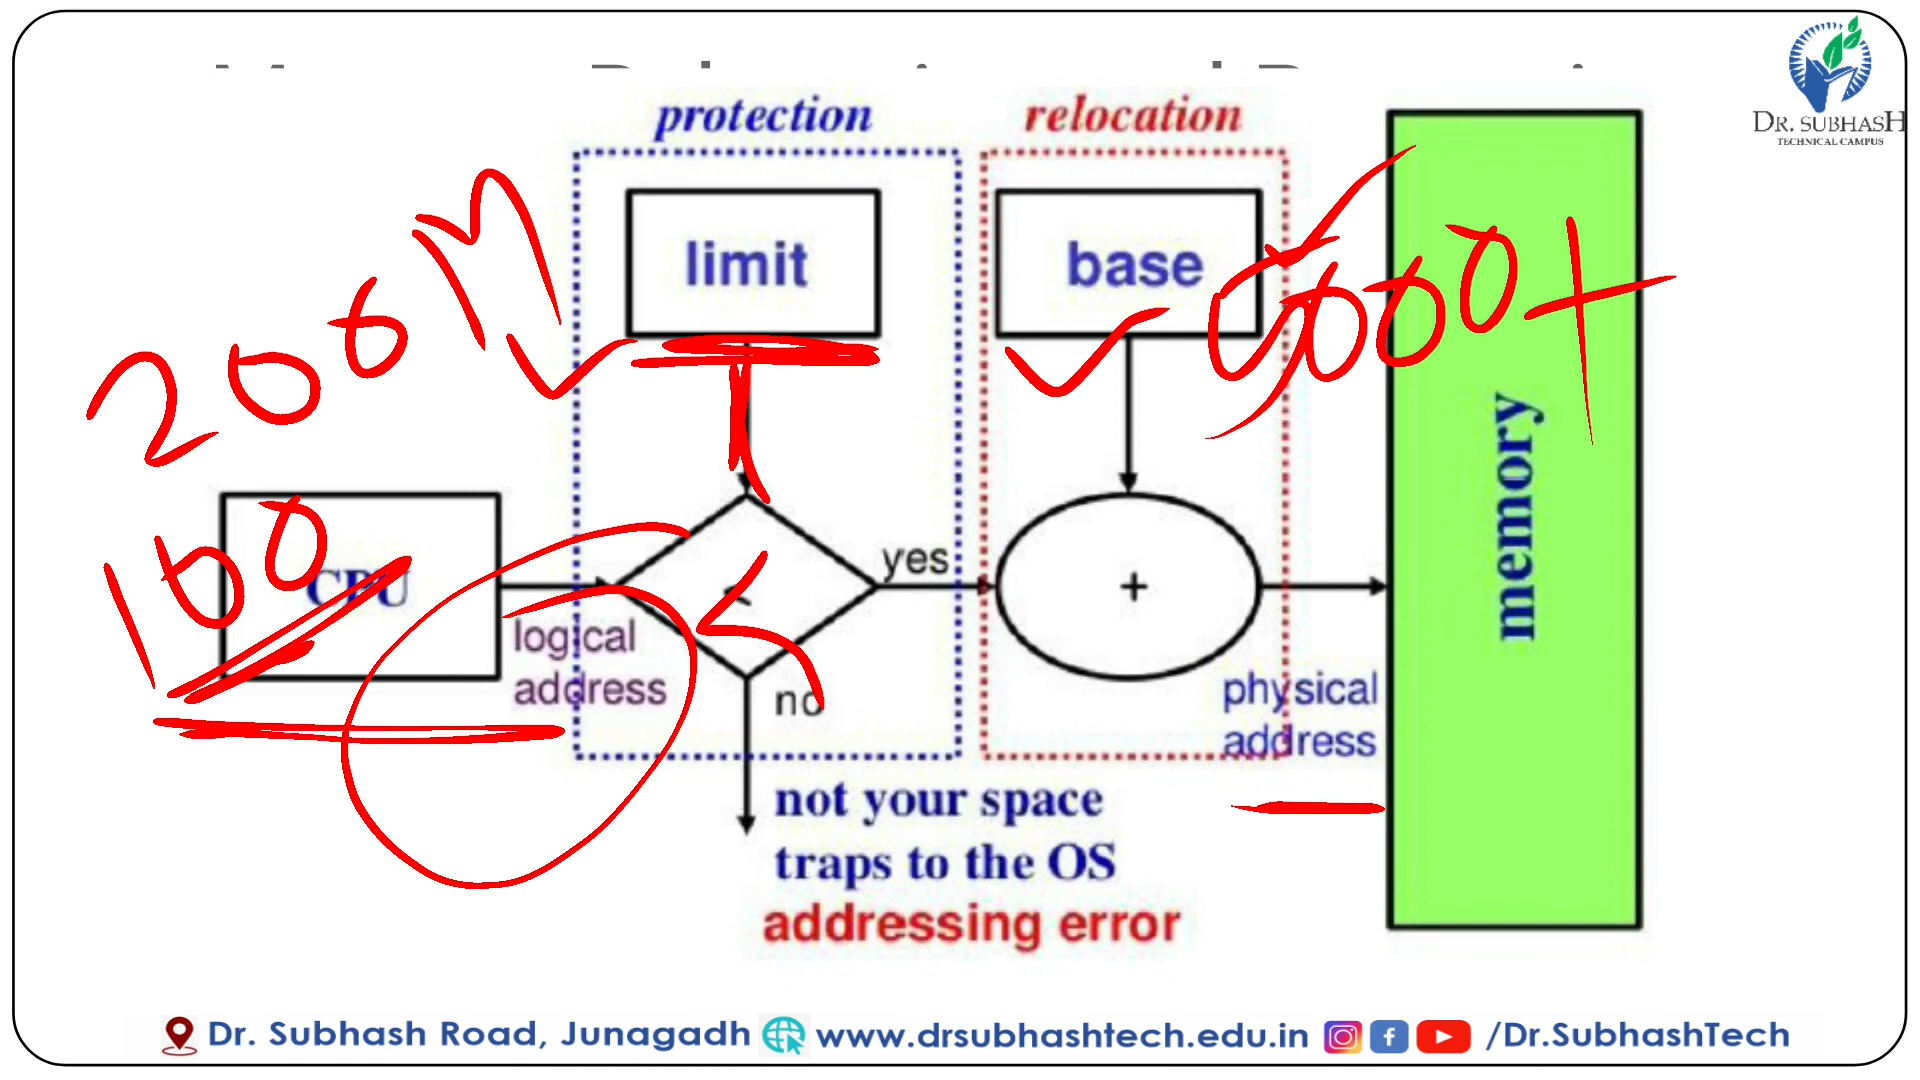 DR. SUBHASH
TECHNICAL CAMPUS
protection
relocation
limit
base
200M
5000+
100
CPU
<
yes
+
logical
address
no
physical
address
memory
not your space
traps to the OS
addressing error
Dr. Subhash Road, Junagadh www.drsubhashtech.edu.in /Dr.SubhashTech